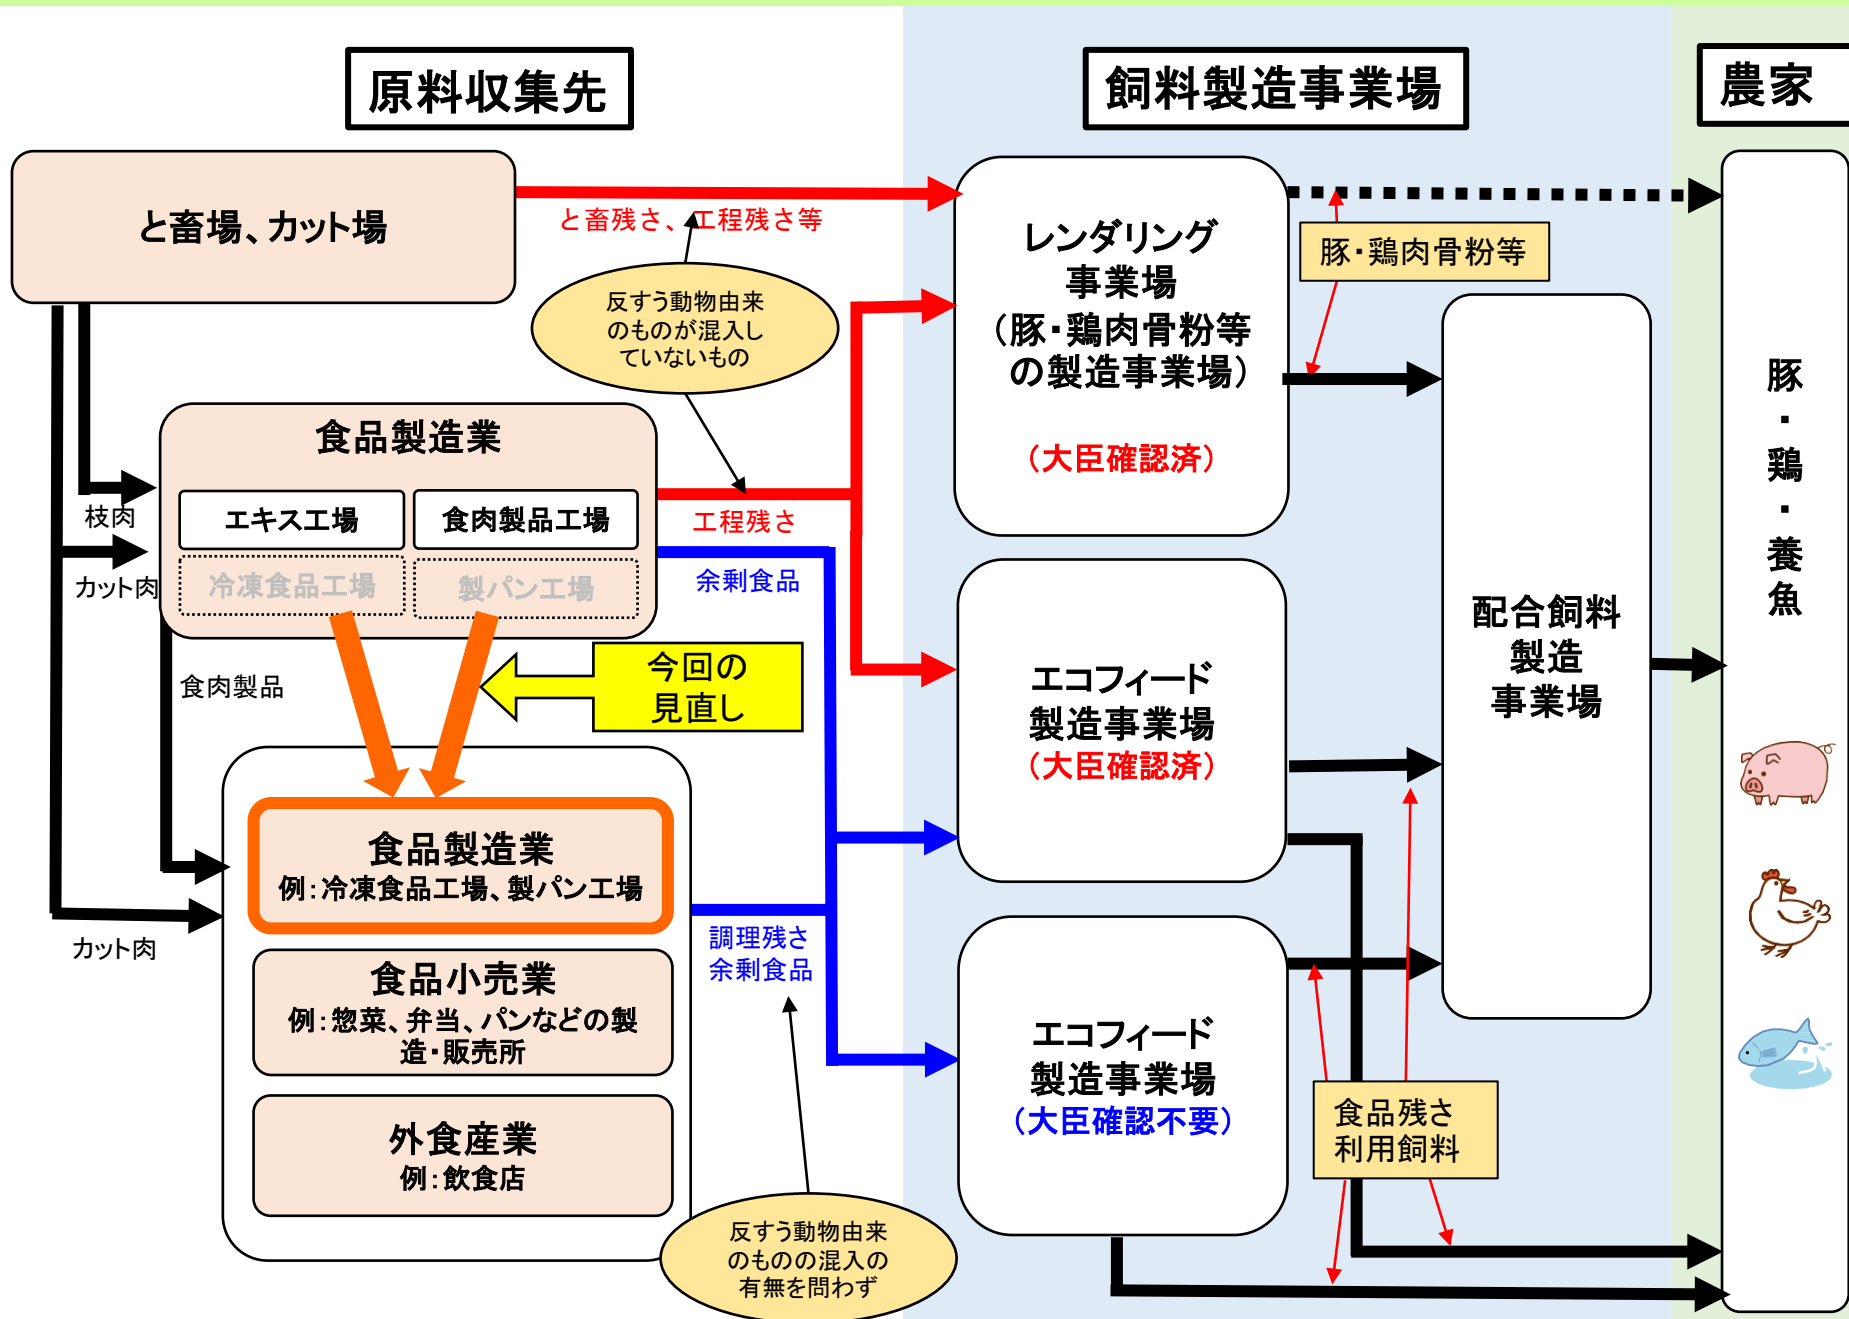 原料収集先
飼料製造事業場
農家
と畜場、カット場
と畜残さ、工程残さ等
反すう動物由来
のものが混入し
ていないもの
枝肉
カット肉
食肉製品
カット肉
食品製造業
エキス工場
食肉製品工場
冷凍食品工場
製パン工場
工程残さ
余剰食品
今回の
見直し
食品製造業
例:冷凍食品工場、製パン工場
食品小売業
例:惣菜、弁当、パンなどの製
造・販売所
外食産業
例:飲食店
調理残さ
余剰食品
反すう動物由来
のものの混入の
有無を問わず
レンダリング
事業場
(豚・鶏肉骨粉等
の製造事業場)
(大臣確認済)
エコフィード
製造事業場
(大臣確認済)
エコフィード
製造事業場
(大臣確認不要)
豚・鶏肉骨粉等
配合飼料
製造
事業場
食品残さ
利用飼料
豚・鶏・養魚